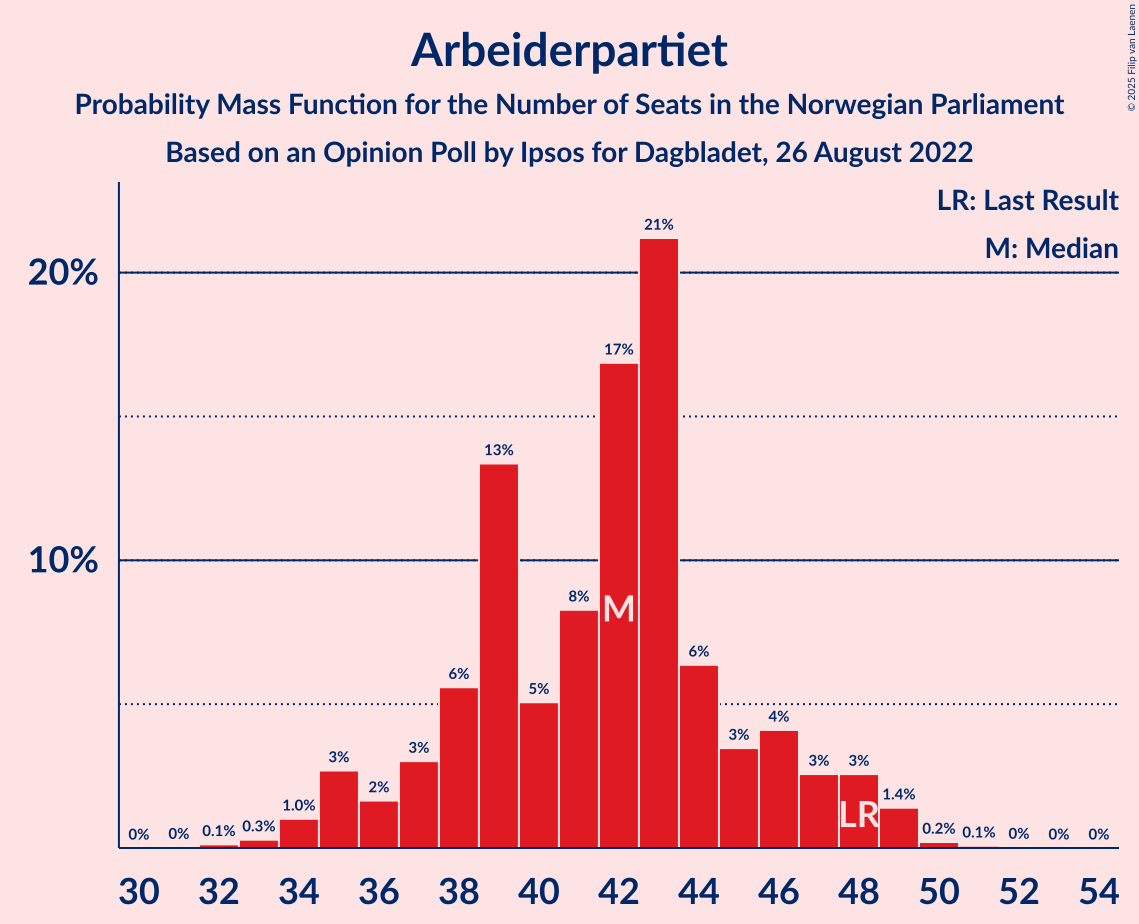 Arbeiderpartiet
Probability Mass Function for the Number of Seats in the Norwegian Parliament
Based on an Opinion Poll by Ipsos for Dagbladet, 26 August 2022
© 2025 Filip van Laenen
LR: Last Result
M: Median
20%
10%
0% 0% 0.1% 0.3% 1.0% 3% 2% 3% 6% 13% 5% 8% 17% 21% 6% 3% 4% 3% 3% 1.4% 0.2% 0.1% 0% 0% 0%
M
LR
30 32 34 36 38 40 42 44 46 48 50 52 54